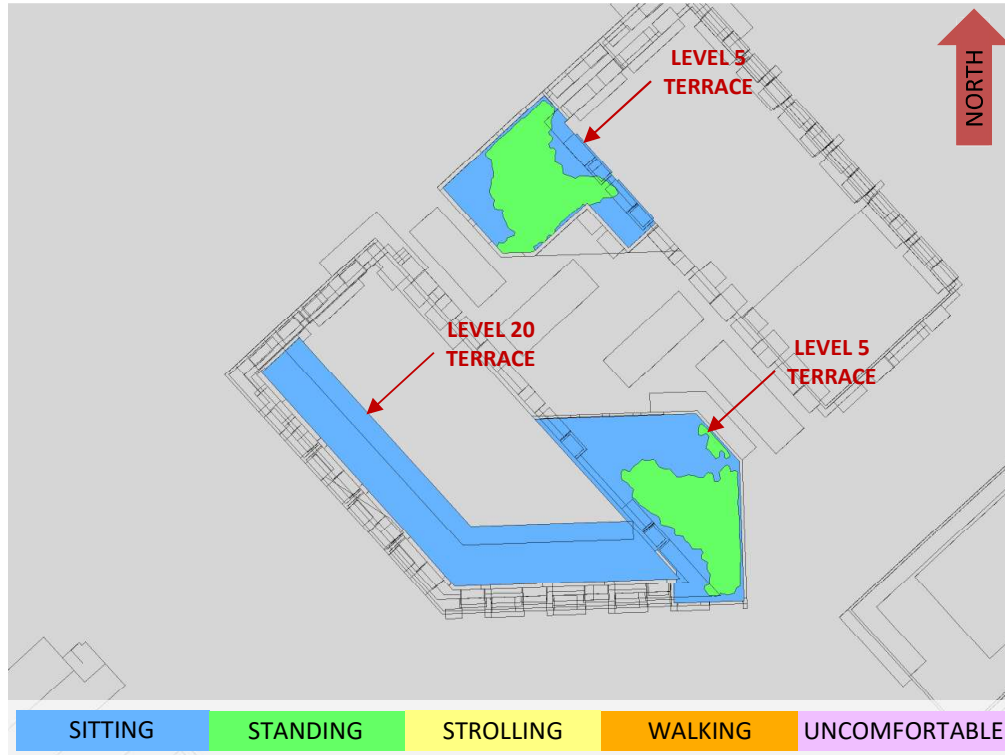 NORTH
LEVEL 5
TERRACE
LEVEL 20
TERRACE
LEVEL 5
TERRACE
SITTING
STANDING
STROLLING
WALKING
UNCOMFORTABLE